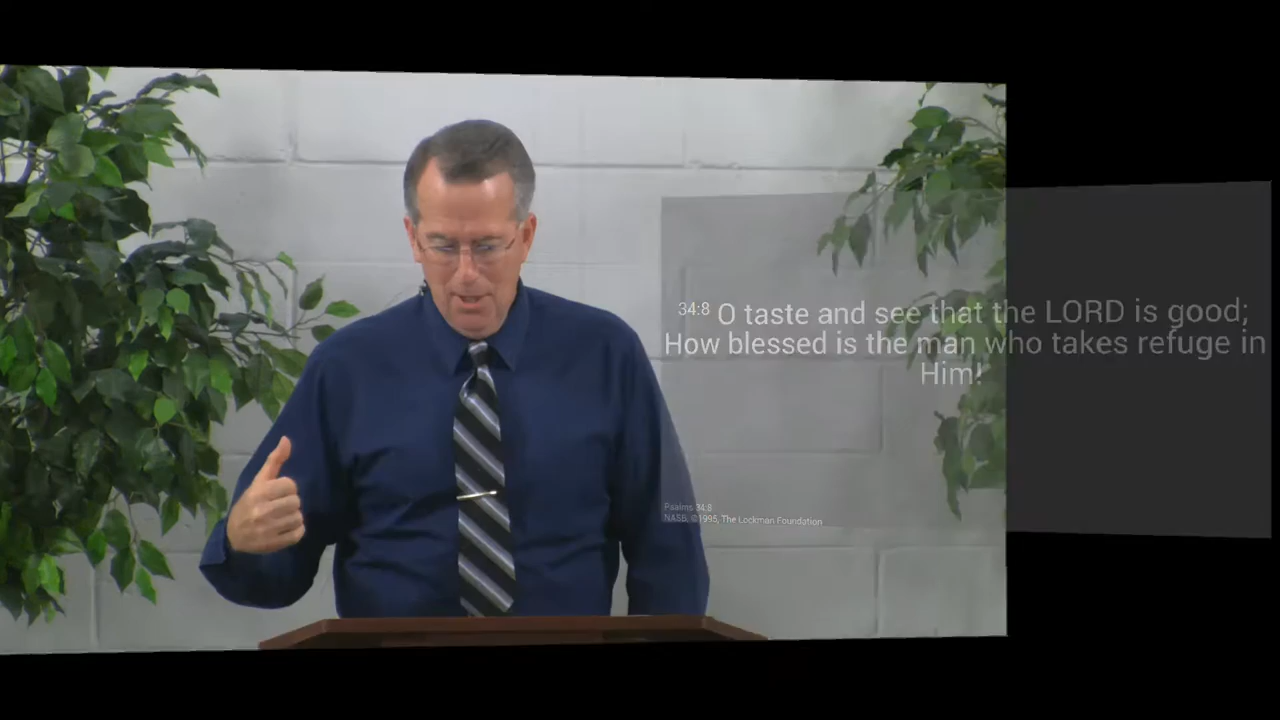 34:8 O taste and see that the LORD is good;
How blessed is the man who takes refuge in
Him!
Psalms 34:8
NASB, ©1995, The Lockman Foundation